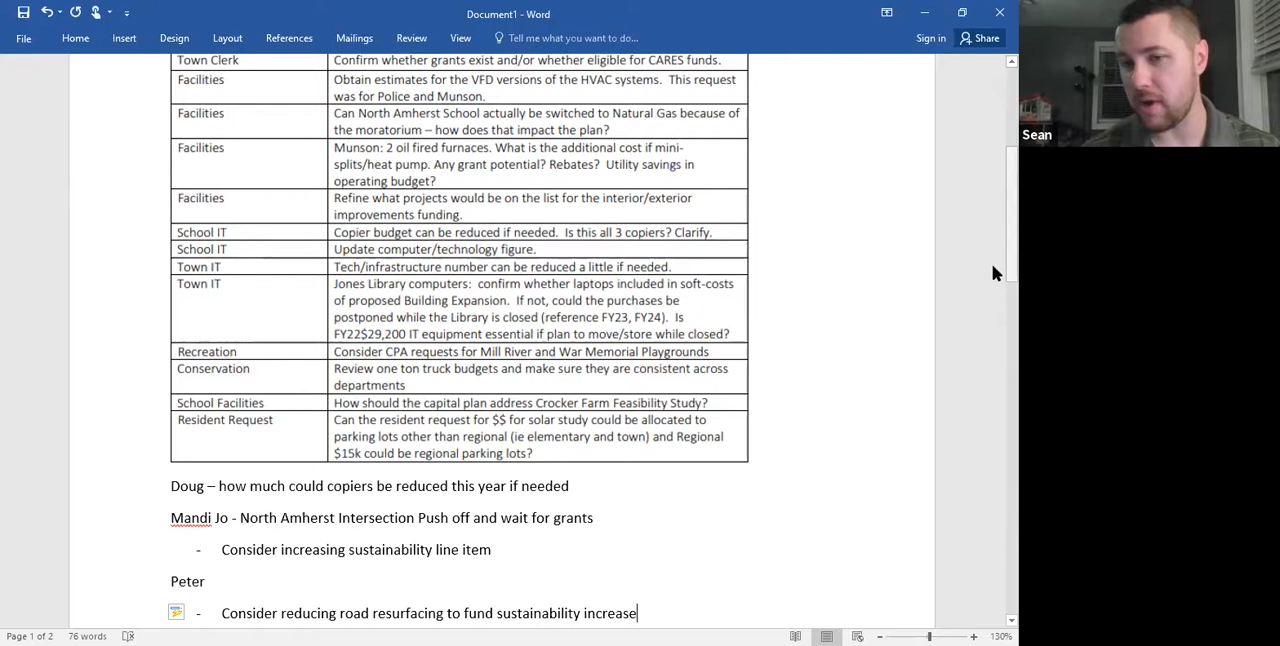 Document1 - Word
File Home Insert Design Layout References Mailings Review View Tell me what you want to do... Sign in Share
Town Clerk Confirm whether grants exist and/or whether eligible for CARES funds.
Facilities Obtain estimates for the VFD versions of the HVAC systems. This request
was for Police and Munson.
Facilities Can North Amherst School actually be switched to Natural Gas because of
the moratorium – how does that impact the plan?
Facilities Munson: 2 oil fired furnaces. What is the additional cost if mini-
splits/heat pump. Any grant potential? Rebates? Utility savings in
operating budget?
Facilities Refine what projects would be on the list for the interior/exterior
improvements funding.
School IT Copier budget can be reduced if needed. Is this all 3 copiers? Clarify.
School IT Update computer/technology figure.
Town IT Tech/infrastructure number can be reduced a little if needed.
Town IT Jones Library computers: confirm whether laptops included in soft-costs
of proposed Building Expansion. If not, could the purchases be
postponed while the Library is closed (reference FY23, FY24). Is
FY22$29,200 IT equipment essential if plan to move/store while closed?
Recreation Consider CPA requests for Mill River and War Memorial Playgrounds
Conservation Review one ton truck budgets and make sure they are consistent across
departments
School Facilities How should the capital plan address Crocker Farm Feasibility Study?
Resident Request Can the resident request for $$ for solar study could be allocated to
parking lots other than regional (ie elementary and town) and Regional
$15k could be regional parking lots?
Doug – how much could copiers be reduced this year if needed
Mandi Jo - North Amherst Intersection Push off and wait for grants
- Consider increasing sustainability line item
Peter
- Consider reducing road resurfacing to fund sustainability increase
Page 1 of 2 76 words 130%
Sean